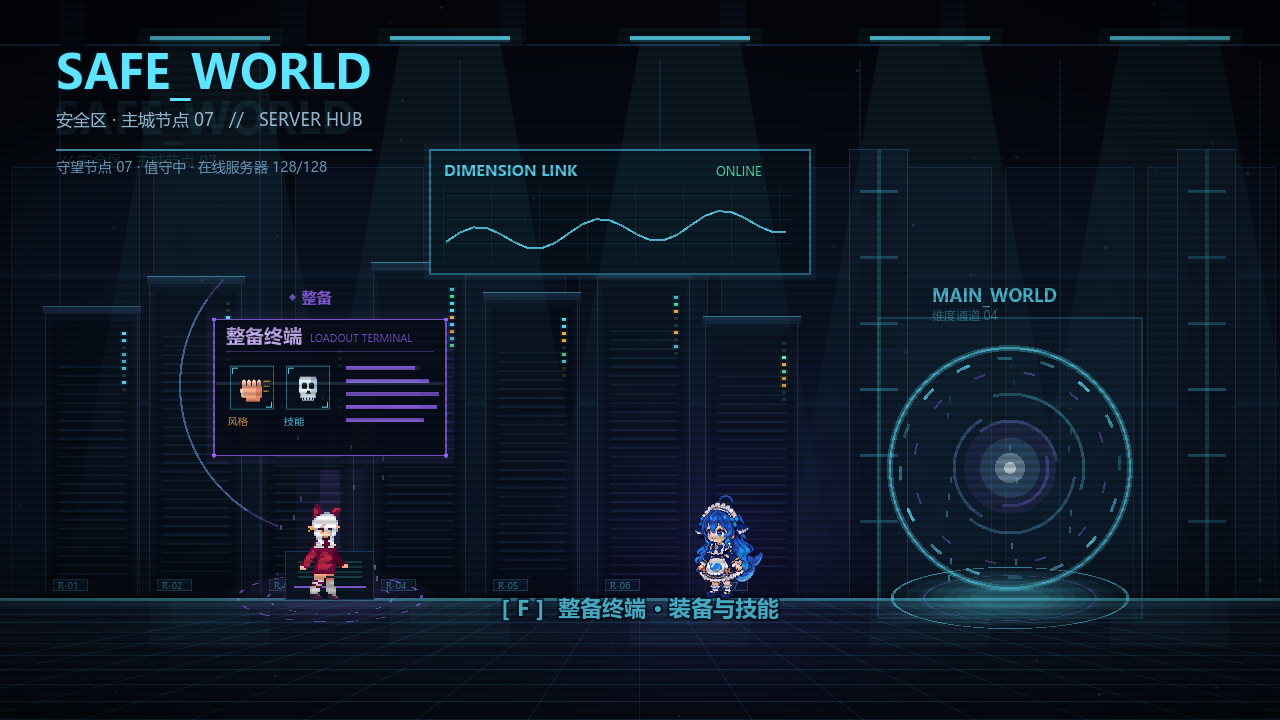 SAFE_WORLD
安全区 · 主城节点 07 // SERVER HUB
守望节点 07 · 值守中 · 在线服务器 128/128
DIMENSION LINK ONLINE
◆ 整备
整备终端 LOADOUT TERMINAL
风格 技能
MAIN_WORLD
维度通道 04
R-01 R-02 R-04 R-05 R-06
[ F ] 整备终端 · 装备与技能